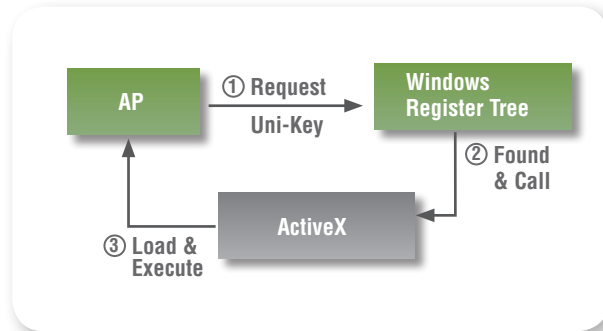 AP
① Request
Uni-Key
Windows
Register Tree
② Found
& Call
ActiveX
③ Load &
Execute